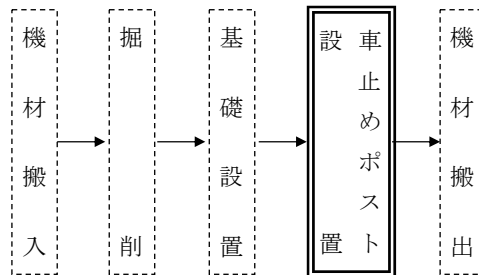 機材搬入
掘削
基礎設置
車止めポスト
設置
機材搬出